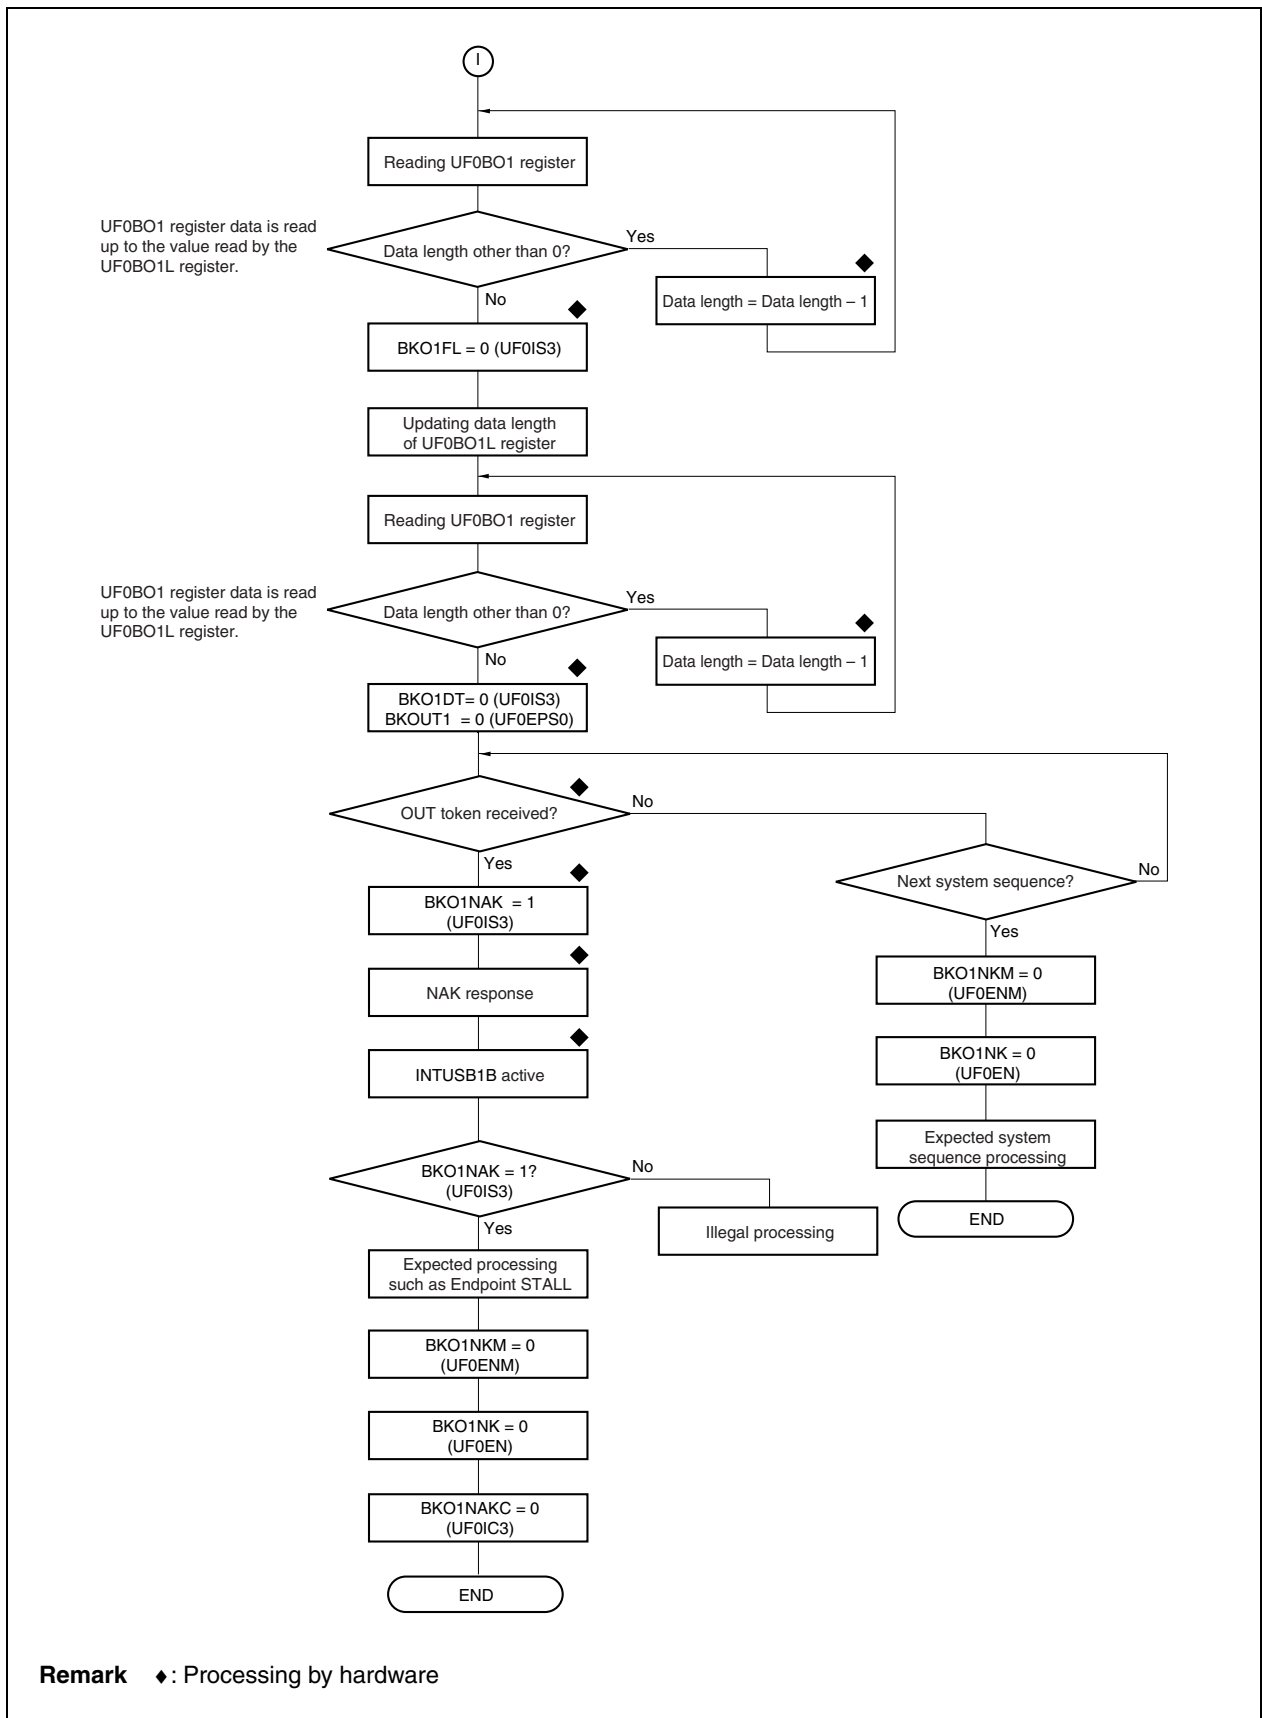 I
Reading UF0BO1 register
UF0BO1 register data is read
up to the value read by the
UF0BO1L register.
Data length other than 0?
Yes
Data length = Data length – 1
No
BKO1FL = 0 (UF0IS3)
Updating data length
of UF0BO1L register
Reading UF0BO1 register
UF0BO1 register data is read
up to the value read by the
UF0BO1L register.
Data length other than 0?
Yes
Data length = Data length – 1
No
BKO1DT= 0 (UF0IS3)
BKOUT1 = 0 (UF0EPS0)
OUT token received?
No
Yes
Next system sequence?
No
Yes
BKO1NAK = 1
(UF0IS3)
NAK response
INTUSB1B active
BKO1NKM = 0
(UF0ENM)
BKO1NK = 0
(UF0EN)
Expected system
sequence processing
END
BKO1NAK = 1?
(UF0IS3)
No
Illegal processing
Yes
Expected processing
such as Endpoint STALL
BKO1NKM = 0
(UF0ENM)
BKO1NK = 0
(UF0EN)
BKO1NAKC = 0
(UF0IC3)
END
Remark ♦: Processing by hardware